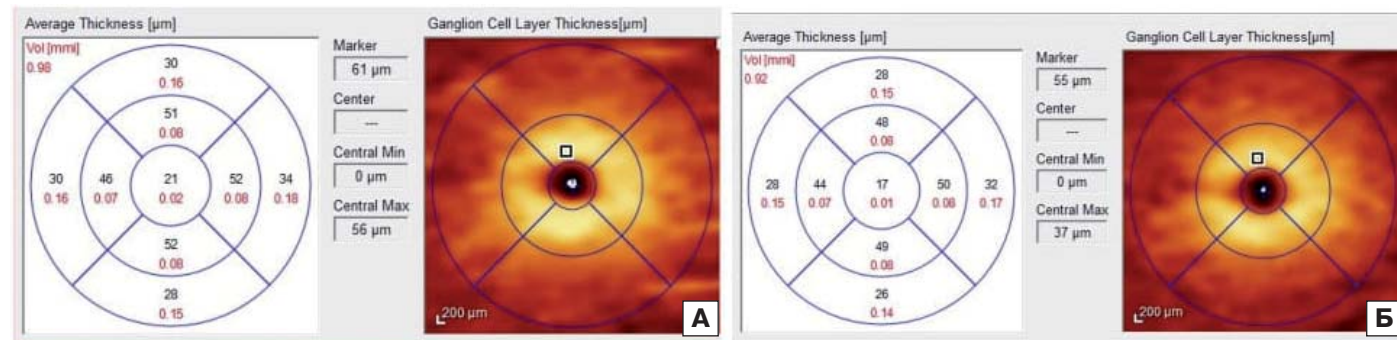 Average Thickness [µm]
Vol [mm³]
0.98
30
0.16
51
0.08
30
0.16
46
0.07
21
0.02
52
0.08
34
0.18
52
0.08
28
0.15
Marker
61 µm
Center
---
Central Min
0 µm
Central Max
56 µm
Ganglion Cell Layer Thickness[µm]
200 µm
А
Average Thickness [µm]
Vol [mm³]
0.92
28
0.15
48
0.08
28
0.15
44
0.07
17
0.01
50
0.08
32
0.17
49
0.08
26
0.14
Marker
55 µm
Center
---
Central Min
0 µm
Central Max
37 µm
Ganglion Cell Layer Thickness[µm]
200 µm
Б